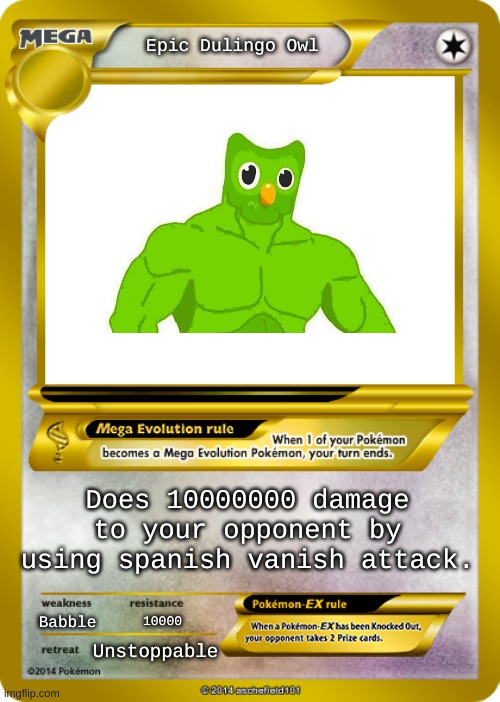 MEGA
Epic Dulingo Owl
Mega Evolution rule
When 1 of your Pokémon
becomes a Mega Evolution Pokémon, your turn ends.
Does 10000000 damage
to your opponent by
using spanish vanish attack.
weakness resistance
Babble 10000
retreat Unstoppable
Pokémon-EX rule
When a Pokémon-EX has been Knocked Out,
your opponent takes 2 Prize cards.
©2014 Pokémon
imgflip.com
© 2014 aschefield101